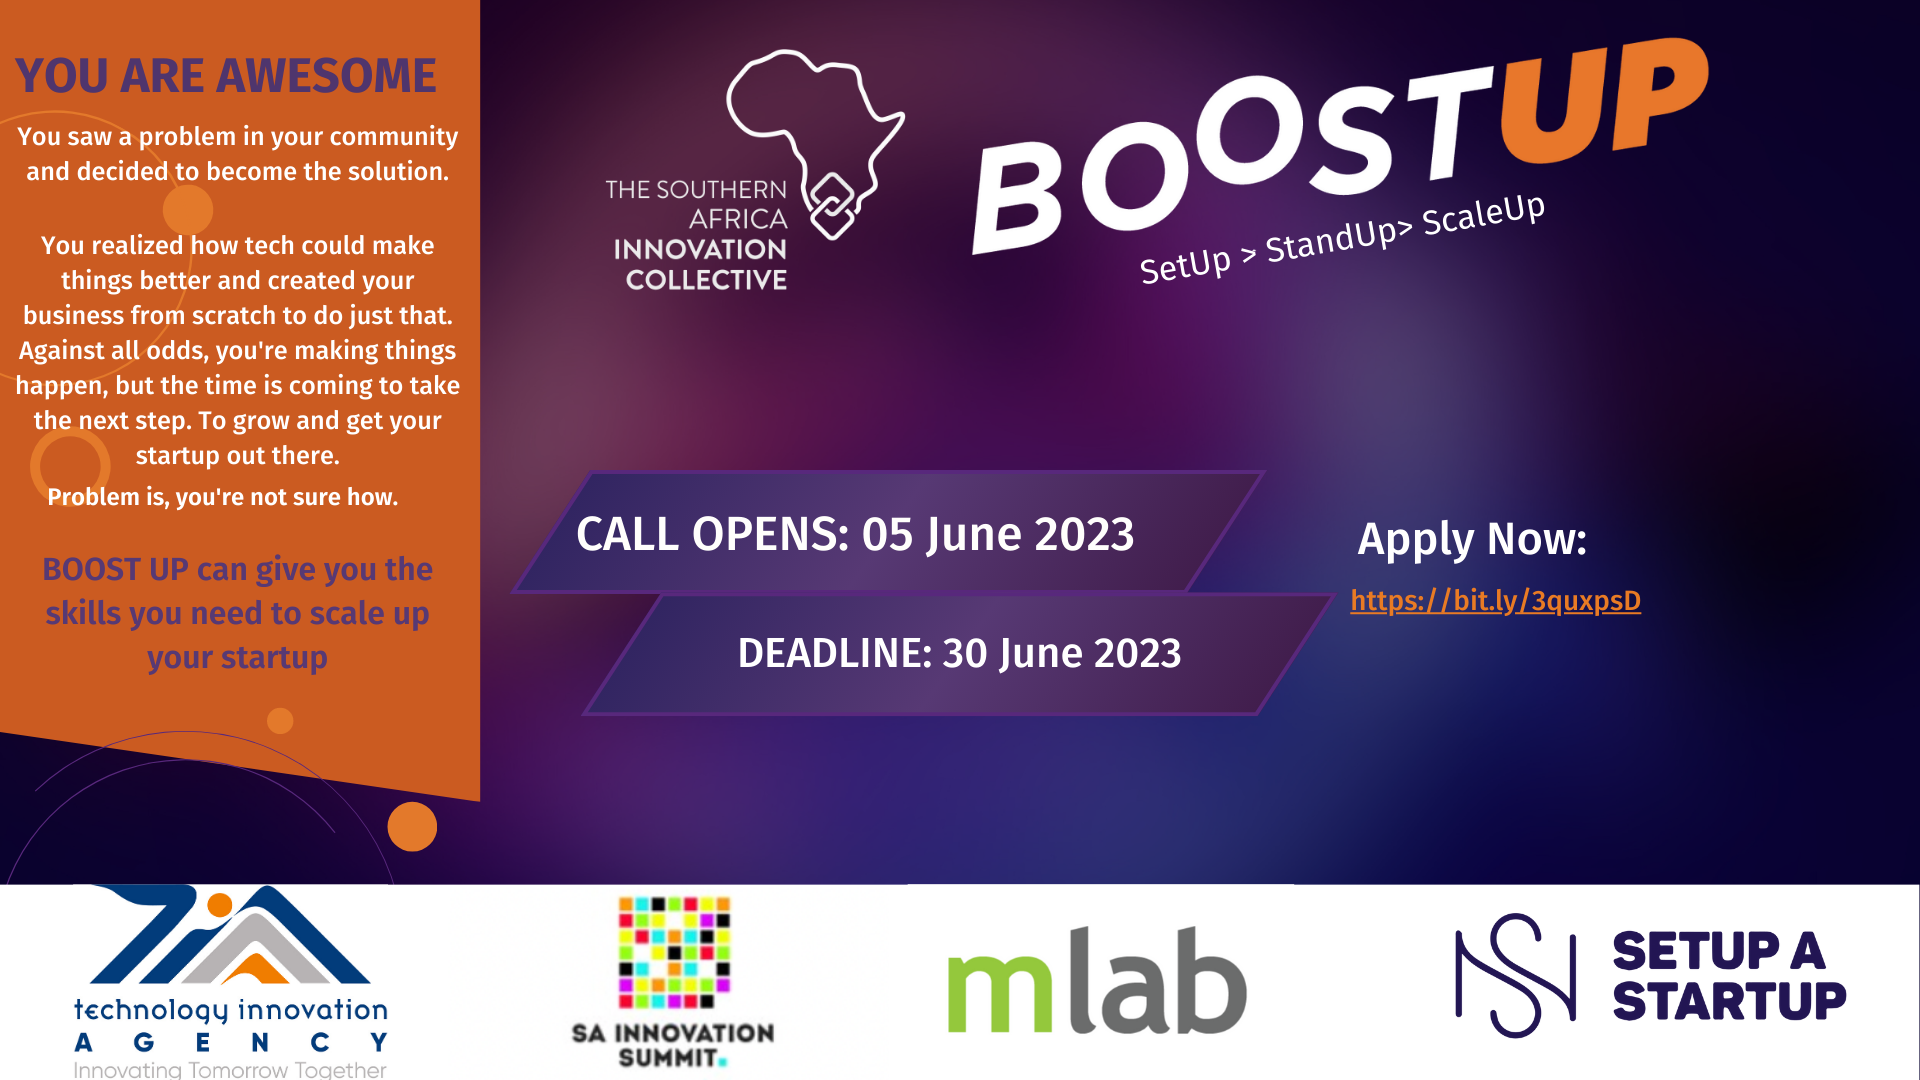 YOU ARE AWESOME
You saw a problem in your community
and decided to become the solution.
You realized how tech could make
things better and created your
business from scratch to do just that.
Against all odds, you're making things
happen, but the time is coming to take
the next step. To grow and get your
startup out there.
Problem is, you're not sure how.
BOOST UP can give you the
skills you need to scale up
your startup
THE SOUTHERN
AFRICA
INNOVATION
COLLECTIVE
BOOSTUP
SetUp > StandUp> ScaleUp
CALL OPENS: 05 June 2023
DEADLINE: 30 June 2023
Apply Now:
https://bit.ly/3quxpsD
technology innovation
AGENCY
Innovating Tomorrow Together
SA INNOVATION
SUMMIT.
mlab
SETUP A
STARTUP